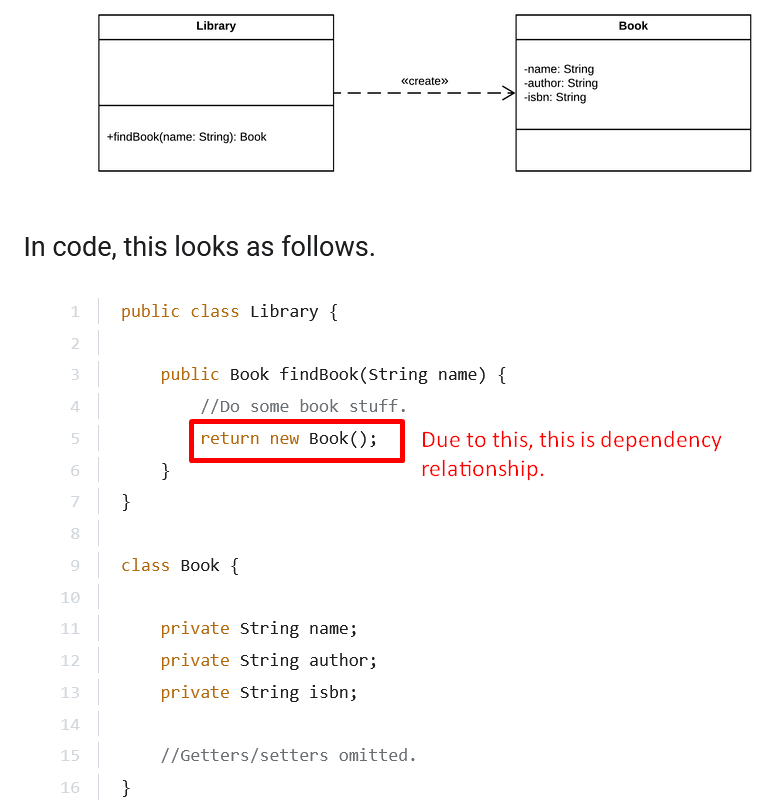 Library
Book
«create»
-name: String
-author: String
-isbn: String
+findBook(name: String): Book
In code, this looks as follows.
1 public class Library {
2
3 public Book findBook(String name) {
4 //Do some book stuff.
5 return new Book();
Due to this, this is dependency
relationship.
6 }
7 }
8
9 class Book {
10
11 private String name;
12 private String author;
13 private String isbn;
14
15 //Getters/setters omitted.
16 }